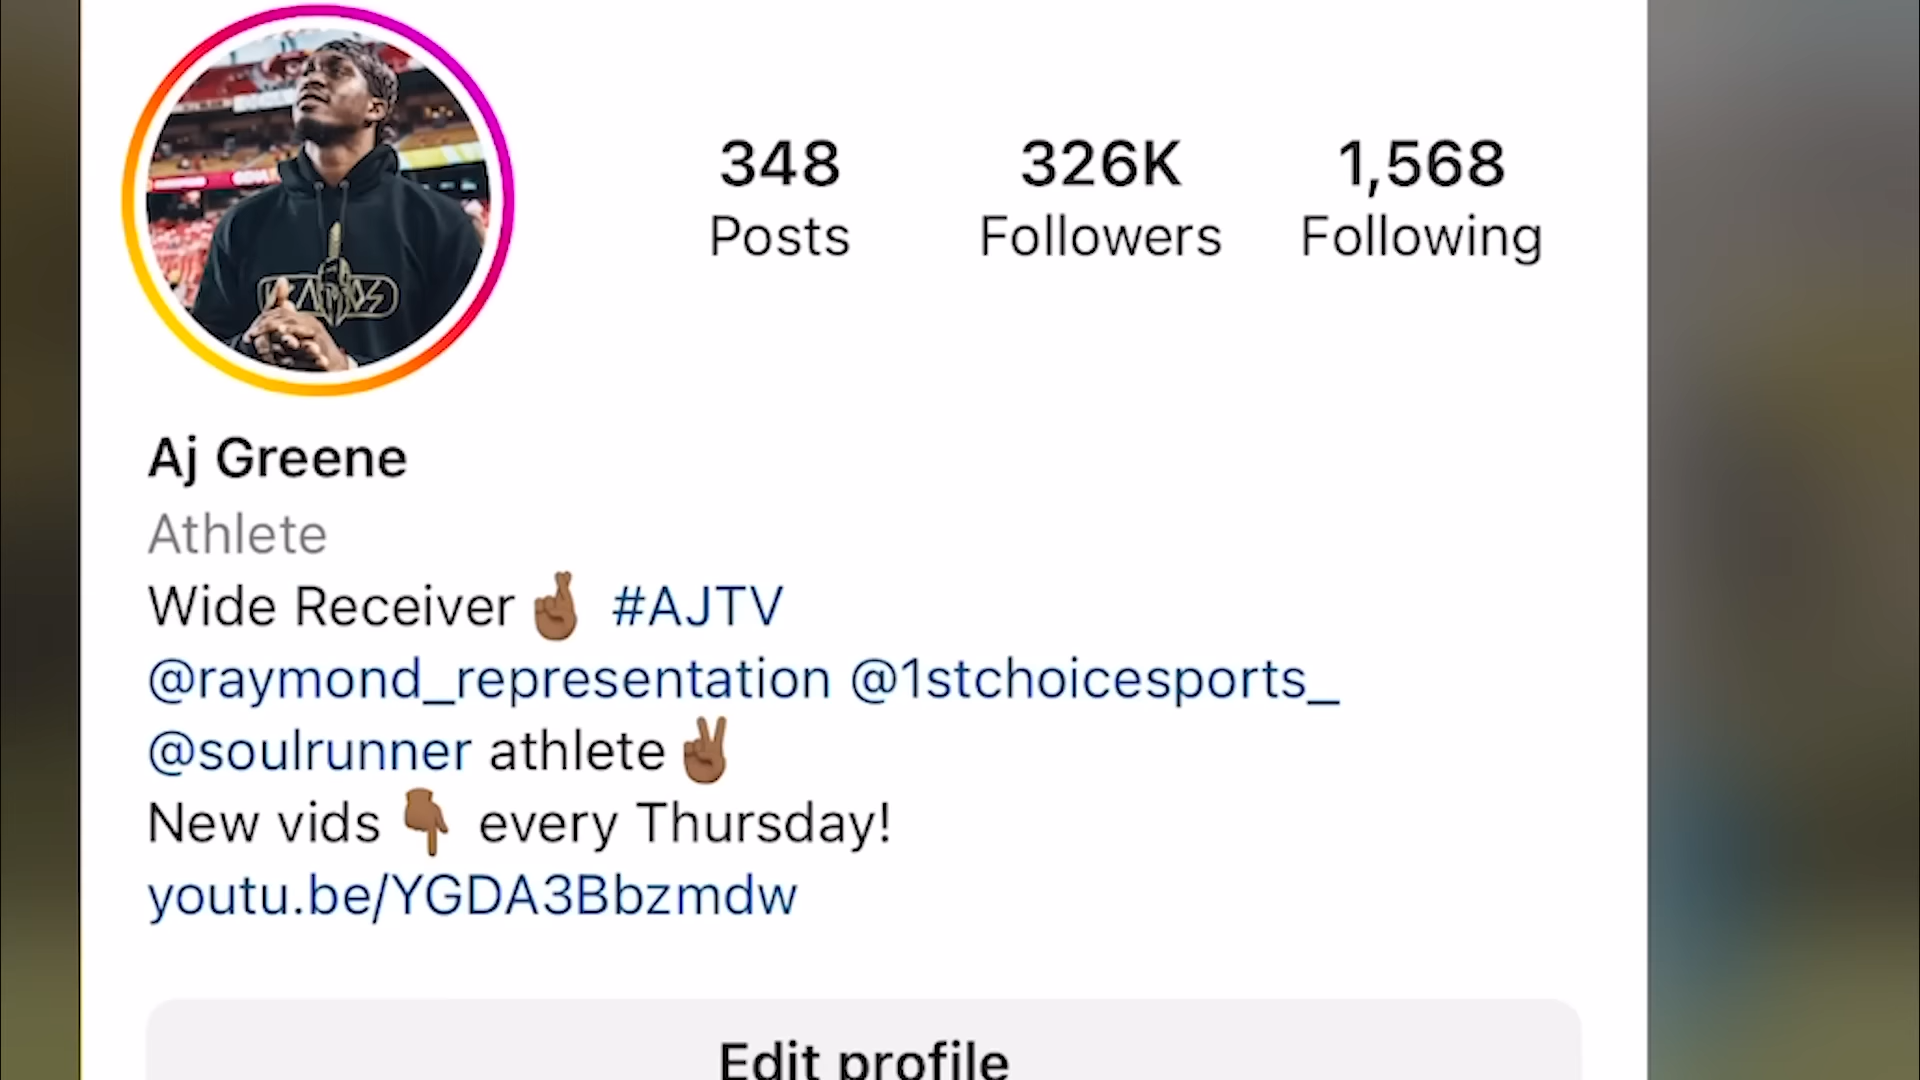 348 326K 1,568
Posts Followers Following
Aj Greene
Athlete
Wide Receiver🤞🏾 #AJTV
@raymond_representation @1stchoicesports_
@soulrunner athlete✌🏾
New vids 👇🏾 every Thursday!
youtu.be/YGDA3Bbzmdw
Edit profile